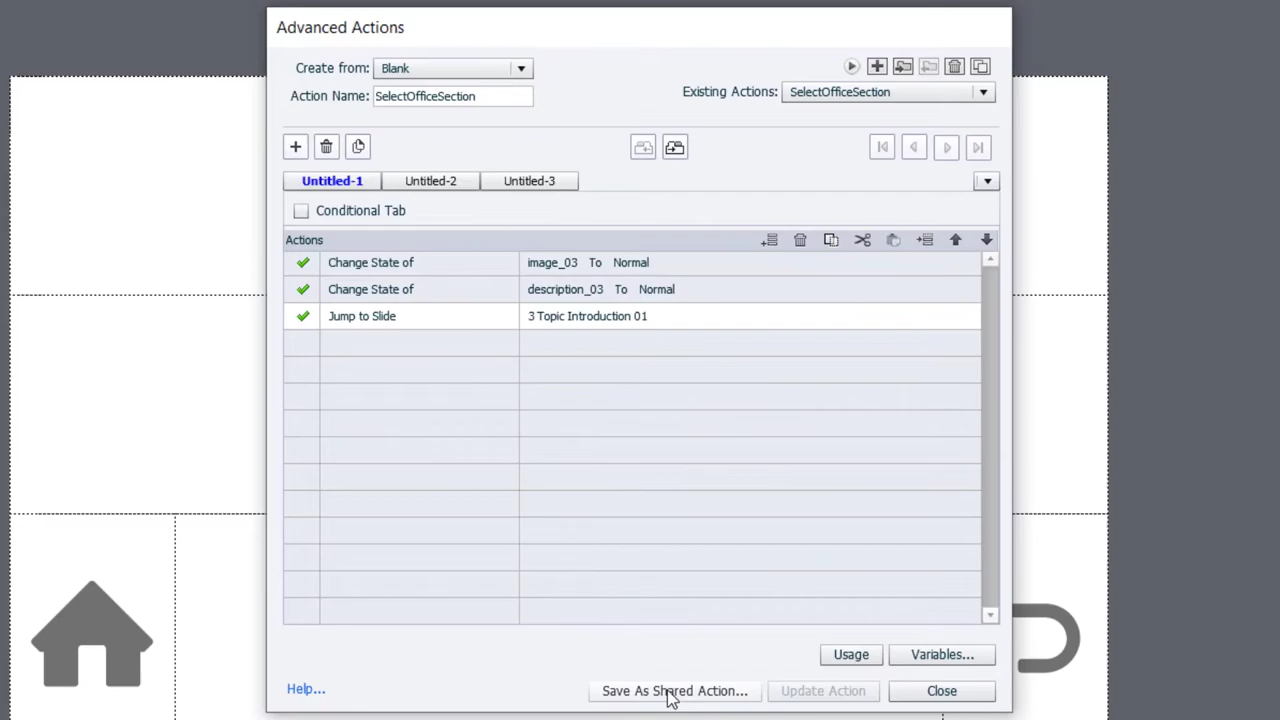 Advanced Actions
Create from: Blank
Action Name: SelectOfficeSection
Existing Actions: SelectOfficeSection
Untitled-1 Untitled-2 Untitled-3
Conditional Tab
Actions
Change State of image_03 To Normal
Change State of description_03 To Normal
Jump to Slide 3 Topic Introduction 01
Usage Variables...
Help... Save As Shared Action... Update Action Close